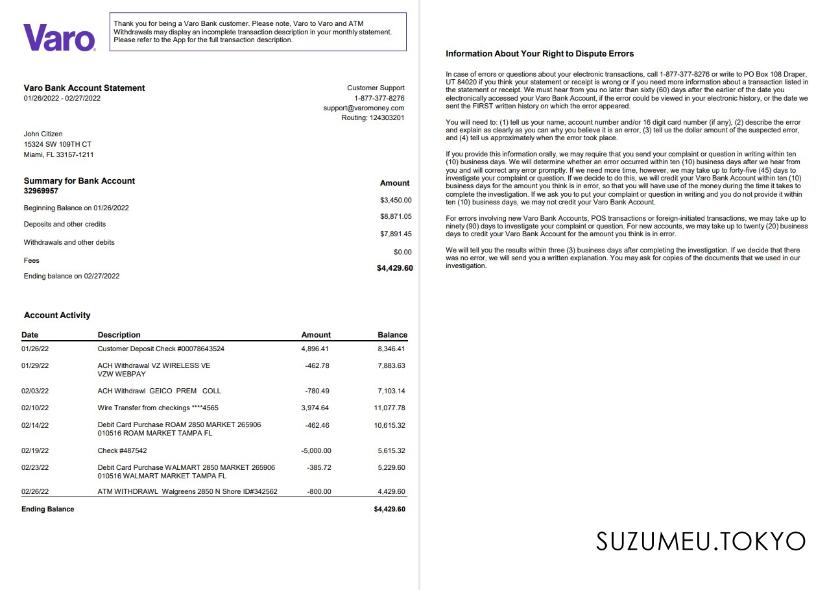 Varo
Thank you for being a Varo Bank customer. Please note, Varo to Varo and ATM
Withdrawals may display an incomplete transaction description in your monthly statement.
Please refer to the App for the full transaction description.
Varo Bank Account Statement
01/26/2022 - 02/27/2022
Customer Support
1-877-377-8276
support@varomoney.com
Routing: 124303201
John Citizen
15324 SW 109TH CT
Miami, FL 33157-1211
Summary for Bank Account
32969957
Amount
Beginning Balance on 01/26/2022 $3,450.00
Deposits and other credits $8,871.05
Withdrawals and other debits $7,891.45
Fees $0.00
Ending balance on 02/27/2022 $4,429.60
Account Activity
Date Description Amount Balance
01/26/22 Customer Deposit Check #00078643524 4,896.41 8,346.41
01/29/22 ACH Withdrawal VZ WIRELESS VE -462.78 7,883.63
VZW WEBPAY
02/03/22 ACH Withdrawl GEICO PREM COLL -780.49 7,103.14
02/10/22 Wire Transfer from checkings ****4565 3,974.64 11,077.78
02/14/22 Debit Card Purchase ROAM 2850 MARKET 265906 -462.46 10,615.32
010516 ROAM MARKET TAMPA FL
02/19/22 Check #487542 -5,000.00 5,615.32
02/23/22 Debit Card Purchase WALMART 2850 MARKET 265906 -385.72 5,229.60
010516 WALMART MARKET TAMPA FL
02/26/22 ATM WITHDRAWL Walgreens 2850 N Shore ID#342562 -800.00 4,429.60
Ending Balance $4,429.60
Information About Your Right to Dispute Errors
In case of errors or questions about your electronic transactions, call 1-877-377-8276 or write to PO Box 108 Draper,
UT 84020 if you think your statement or receipt is wrong or if you need more information about a transaction listed in
the statement or receipt. We must hear from you no later than sixty (60) days after the earlier of the date you
electronically accessed your Varo Bank Account, if the error could be viewed in your electronic history, or the date we
sent the FIRST written history on which the error appeared.
You will need to: (1) tell us your name, account number and/or 16 digit card number (if any), (2) describe the error
and explain as clearly as you can why you believe it is an error, (3) tell us the dollar amount of the suspected error,
and (4) tell us approximately when the error took place.
If you provide this information orally, we may require that you send your complaint or question in writing within ten
(10) business days. We will determine whether an error occurred within ten (10) business days after we hear from
you and will correct any error promptly. If we need more time, however, we may take up to forty-five (45) days to
investigate your complaint or question. If we decide to do this, we will credit your Varo Bank Account within ten (10)
business days for the amount you think is in error, so that you will have use of the money during the time it takes to
complete the investigation. If we ask you to put your complaint or question in writing and you do not provide it within
ten (10) business days, we may not credit your Varo Bank Account.
For errors involving new Varo Bank Accounts, POS transactions or foreign-initiated transactions, we may take up to
ninety (90) days to investigate your complaint or question. For new accounts, we may take up to twenty (20) business
days to credit your Varo Bank Account for the amount you think is in error.
We will tell you the results within three (3) business days after completing the investigation. If we decide that there
was no error, we will send you a written explanation. You may ask for copies of the documents that we used in our
investigation.
SUZUMEU.TOKYO